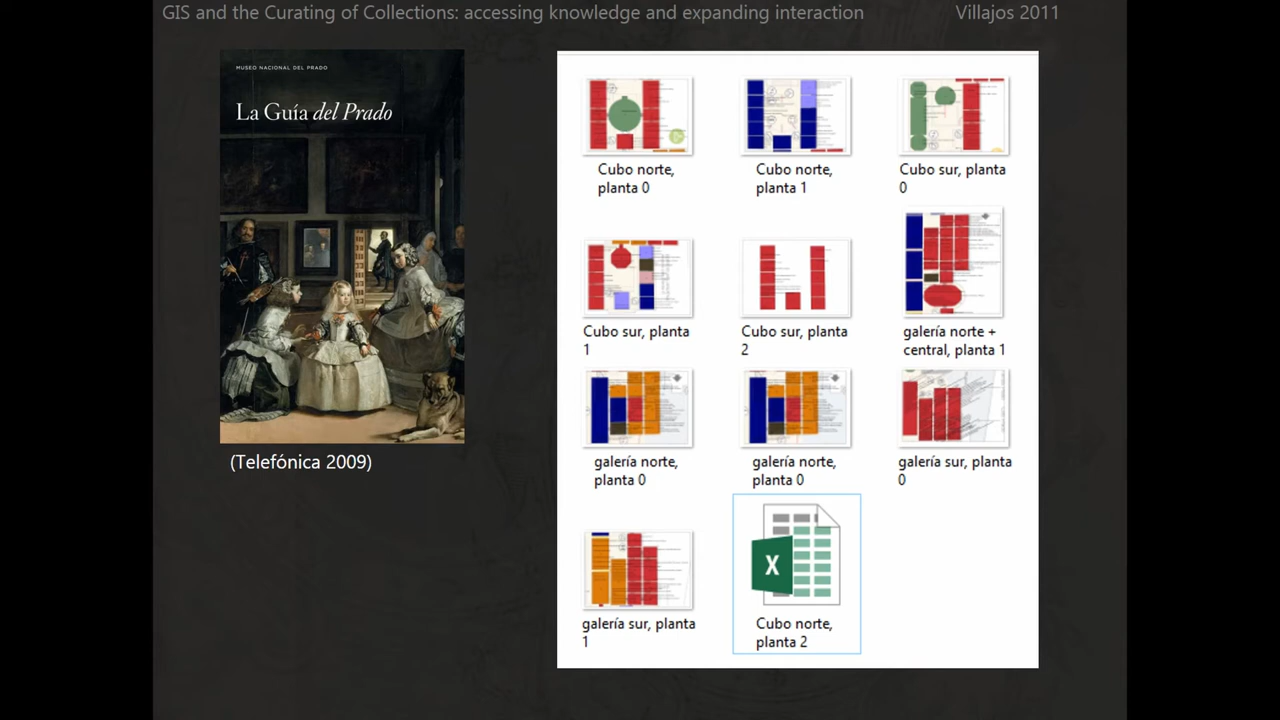 GIS and the Curating of Collections: accessing knowledge and expanding interaction
Villajos 2011
MUSEO NACIONAL DEL PRADO
La Guía del Prado
(Telefónica 2009)
Cubo norte,
planta 0
Cubo norte,
planta 1
Cubo sur, planta
0
Cubo sur, planta
1
Cubo sur, planta
2
galería norte +
central, planta 1
galería norte,
planta 0
galería norte,
planta 0
galería sur, planta
0
galería sur, planta
1
X
Cubo norte,
planta 2